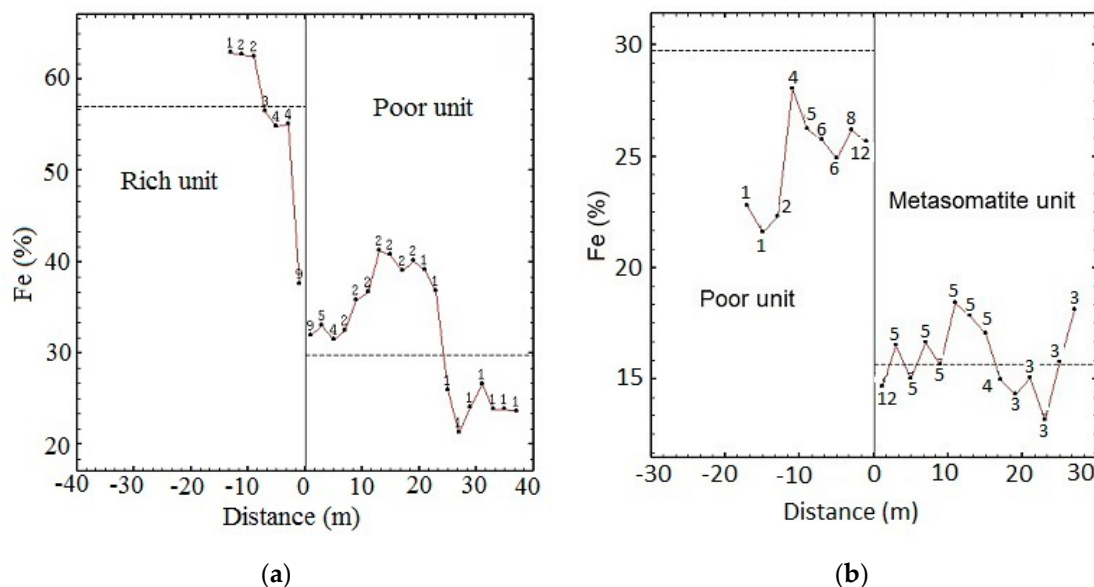 60
50
40
30
20
Fe (%)
Rich unit
Poor unit
1 2 2 3 4 4 9
9 5 4 2 2 2 2 2 2 2 1 1 1 1 1 1 1 1 1
-40 -30 -20 -10 0 10 20 30 40
Distance (m)
(a)
30
25
20
15
Fe (%)
Poor unit
Metasomatite unit
1 1 2 4 5 6 6 8 12
12 5 5 5 5 5 5 5 4 3 3 3 3 3
-30 -20 -10 0 10 20 30
Distance (m)
(b)